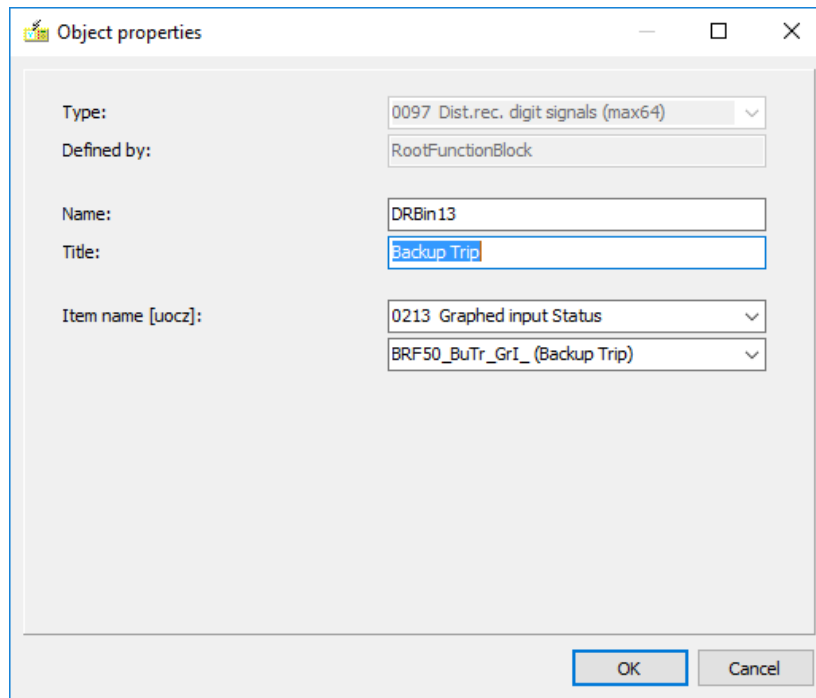 Object properties
Type: 0097 Dist.rec. digit signals (max64)
Defined by: RootFunctionBlock
Name: DRBin13
Title: Backup Trip
Item name [uocz]: 0213 Graphed input Status
BRF50_BuTr_GrI_ (Backup Trip)
OK Cancel